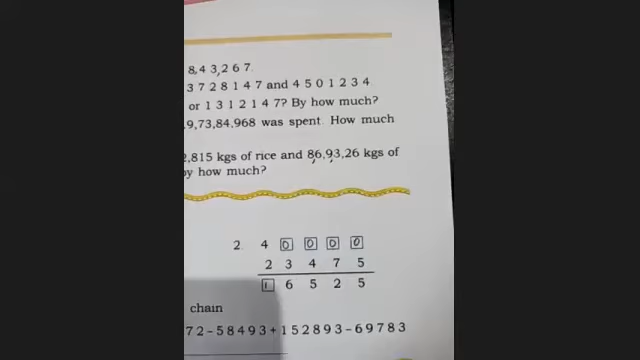 8,4 3,2 6 7.
3 7 2 8 1 4 7 and 4 5 0 1 2 3 4
or 1 3 1 2 1 4 7? By how much?
9,73,84,968 was spent. How much
2,815 kgs of rice and 86,93,26 kgs of
by how much?
2. 4 0 0 0 0
2 3 4 7 5
1 6 5 2 5
chain
72–58493+152893–69783